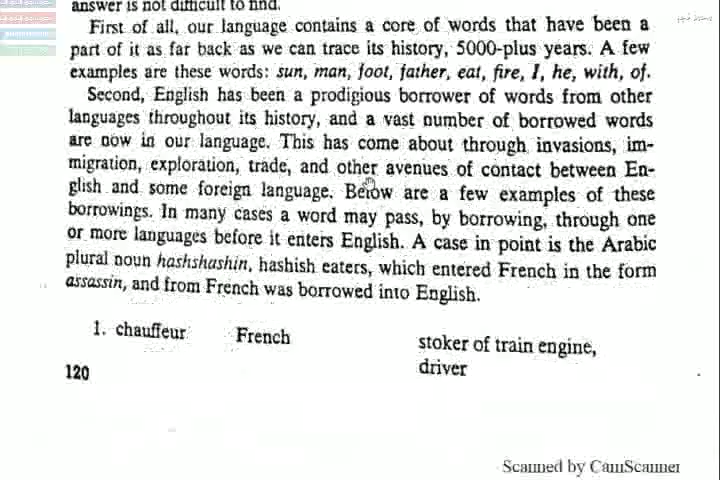 answer is not difficult to find.
First of all, our language contains a core of words that have been a
part of it as far back as we can trace its history, 5000-plus years. A few
examples are these words: sun, man, foot, father, eat, fire, I, he, with, of.
Second, English has been a prodigious borrower of words from other
languages throughout its history, and a vast number of borrowed words
are now in our language. This has come about through invasions, im-
migration, exploration, trade, and other avenues of contact between En-
glish and some foreign language. Below are a few examples of these
borrowings. In many cases a word may pass, by borrowing, through one
or more languages before it enters English. A case in point is the Arabic
plural noun hashshashin, hashish eaters, which entered French in the form
assassin, and from French was borrowed into English.
1. chauffeur French stoker of train engine,
driver
120
Scanned by CamScanner